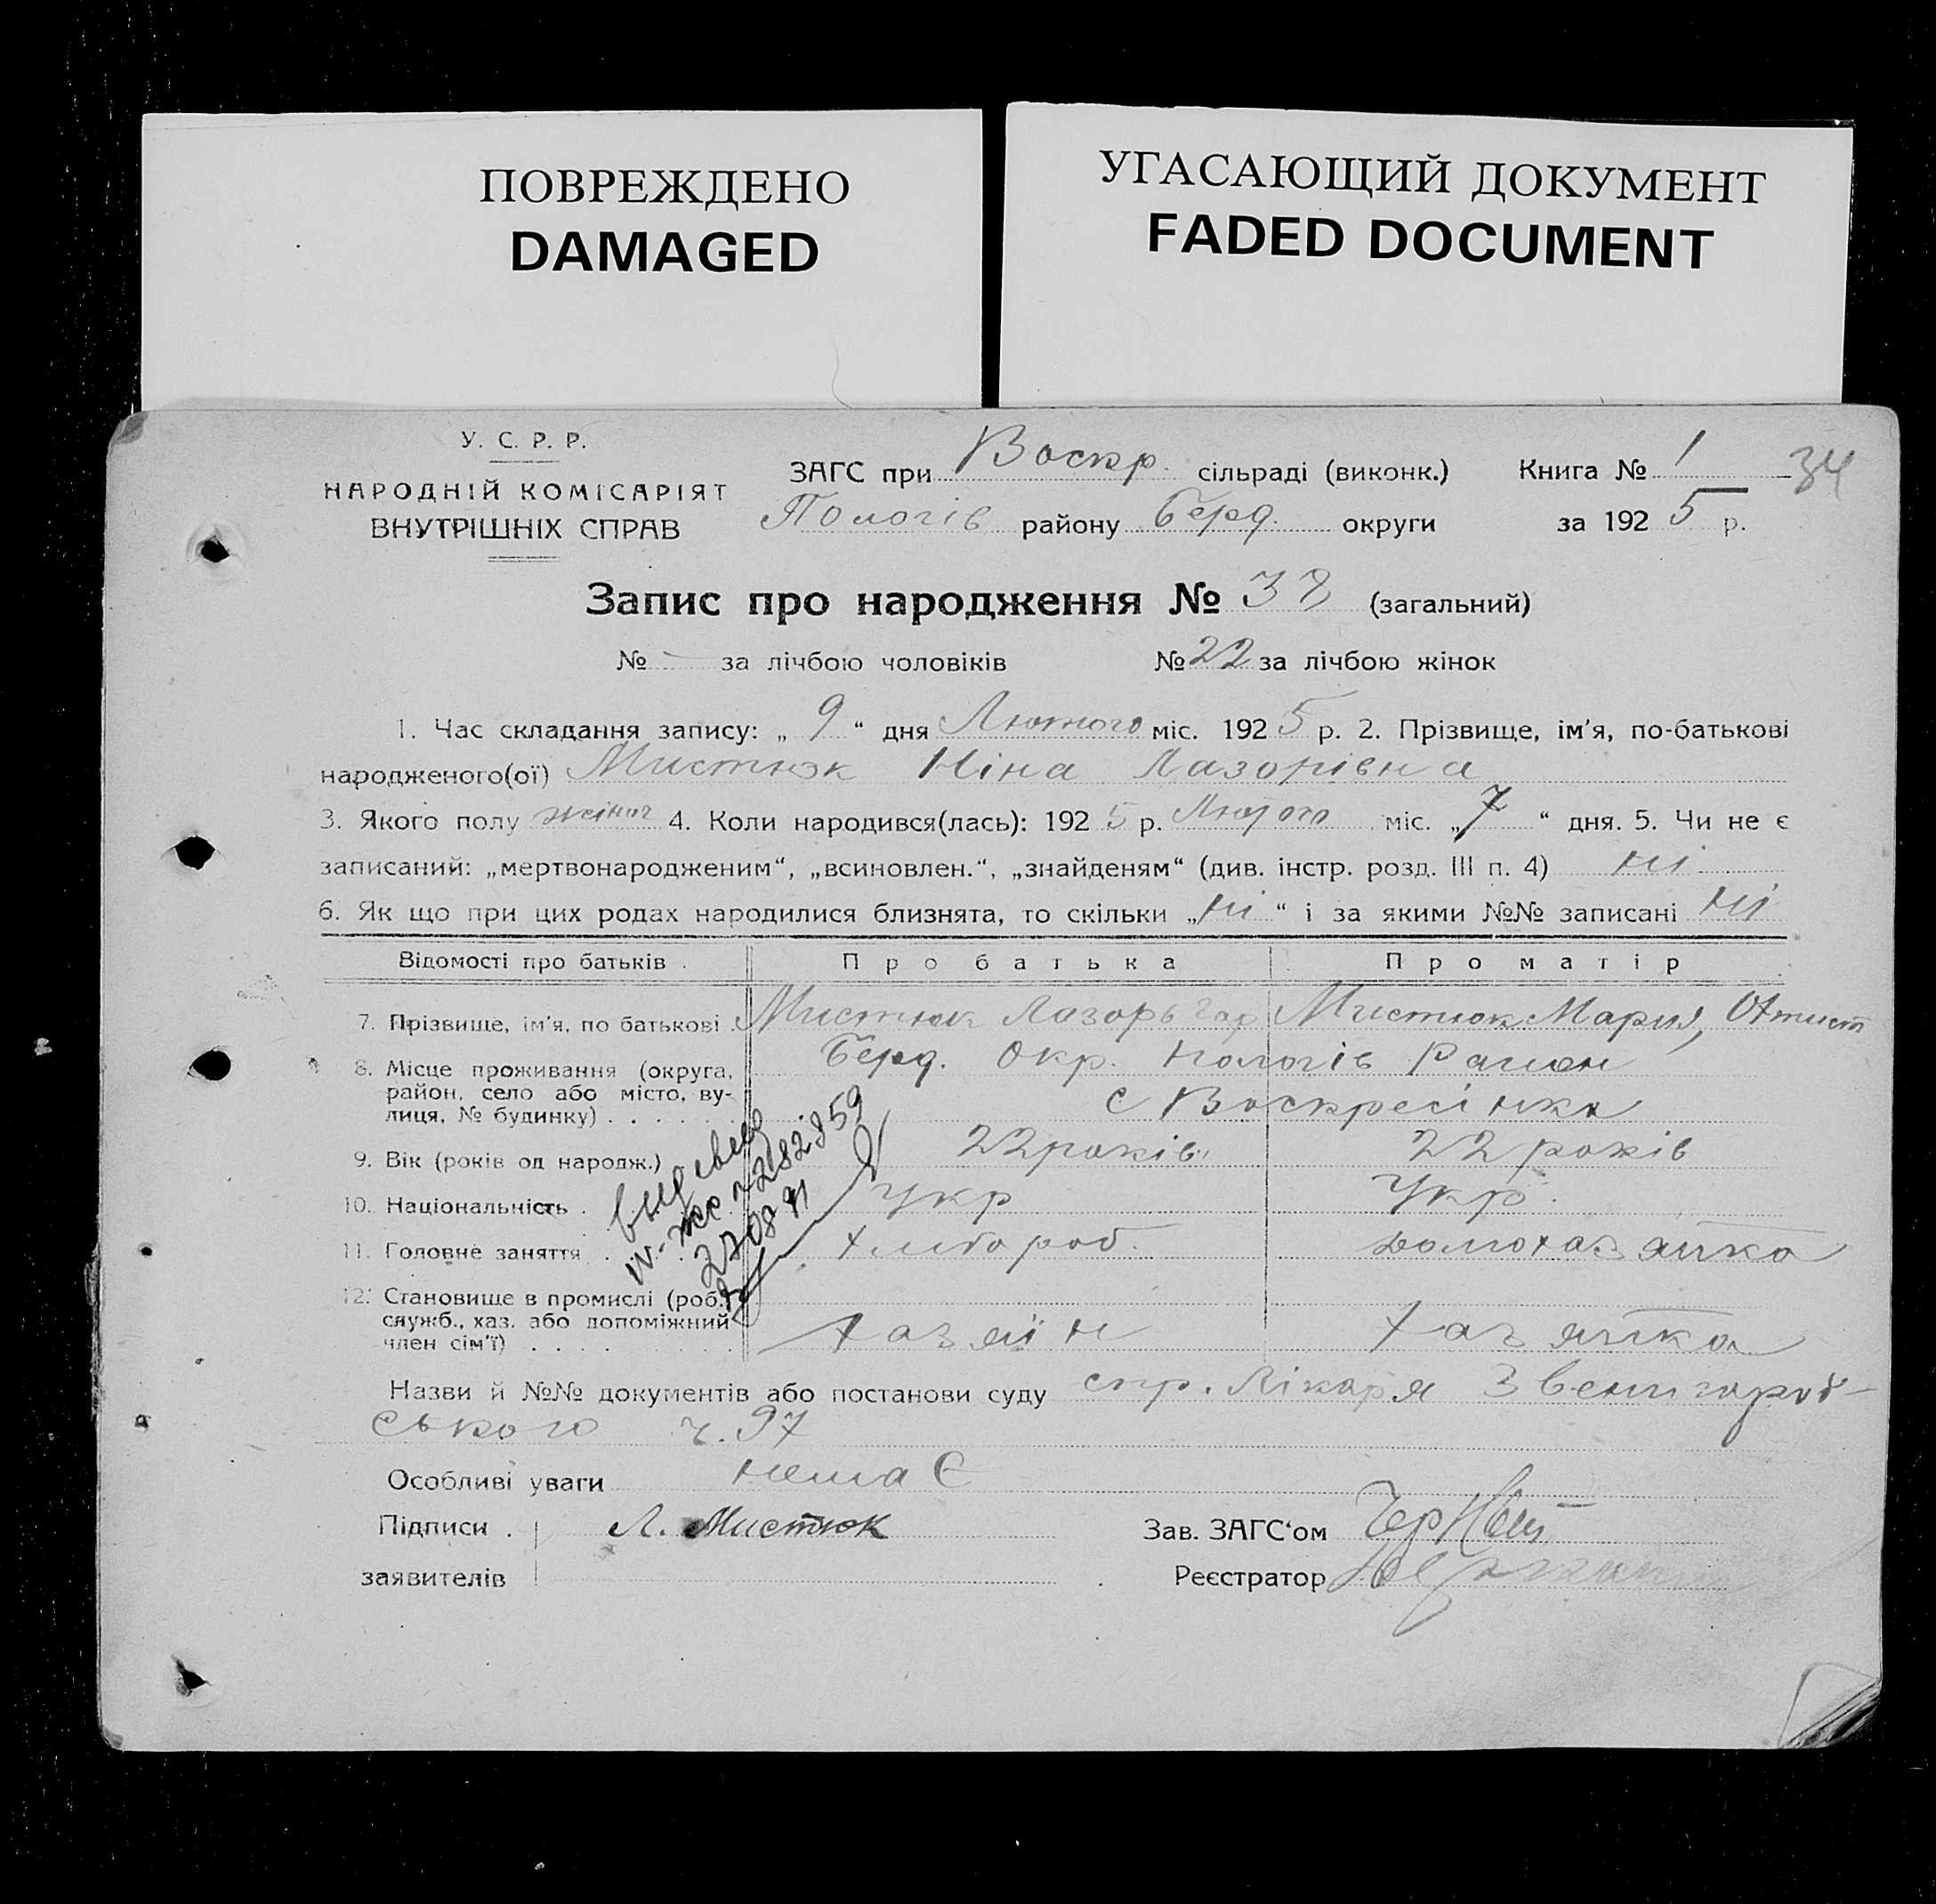 ПОВРЕЖДЕНО
DAMAGED
УГАСАЮЩИЙ ДОКУМЕНТ
FADED DOCUMENT
У. С. Р. Р.
НАРОДНІЙ КОМІСАРІЯТ
ВНУТРІШНІХ СПРАВ
ЗАГС при Воскр. сільраді (виконк.) Книга № 1 34
Пологів району Берд. округи за 1925 р.
Запис про народження № 38 (загальний)
№ — за лічбою чоловіків № 22 за лічбою жінок
1. Час складання запису: „ 9 “ дня Лютого міс. 1925 р. 2. Прізвище, ім'я, по-батькові
народженого(ої) Мистюк Ніна Лазорівна
3. Якого полу жіноч 4. Коли народився(лась): 1925 р. Лютого міс. „ 7 “ дня. 5. Чи не є
записаний: „мертвонародженим“, „всиновлен.“, „знайденям“ (див. інстр. розд. III п. 4) ні
6. Як що при цих родах народилися близнята, то скільки „ні“ і за якими №№ записані ні
Відомості про батьків Про батька Про матір
7. Прізвище, ім'я, по батькові Мистюк Лазорь Мистюк Мария,
8. Місце проживання (округа, район, село або місто, вулиця, № будинку) Берд. Окр. Пологів Район
с Воскресінка
9. Вік (років од народж.) 22 років 22 років
10. Національність укр укр.
11. Головне заняття хлібороб. домохазяйка
12. Становище в промислі (роб., служб., хаз. або допоміжний член сім'ї) хазяїн хазяйка
Назви й №№ документів або постанови суду спр. Лікаря Звенигород-
ського ч. 97
Особливі уваги немає
Підписи Л. Мистюк Зав. ЗАГС'ом
заявителів Реєстратор